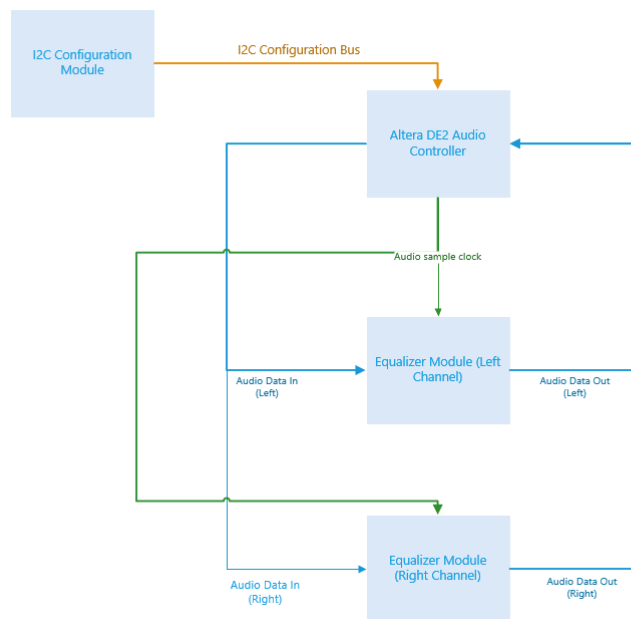 I2C Configuration
Module
I2C Configuration Bus
Altera DE2 Audio
Controller
Audio sample clock
Equalizer Module (Left
Channel)
Audio Data In
(Left)
Audio Data Out
(Left)
Equalizer Module
(Right Channel)
Audio Data In
(Right)
Audio Data Out
(Right)